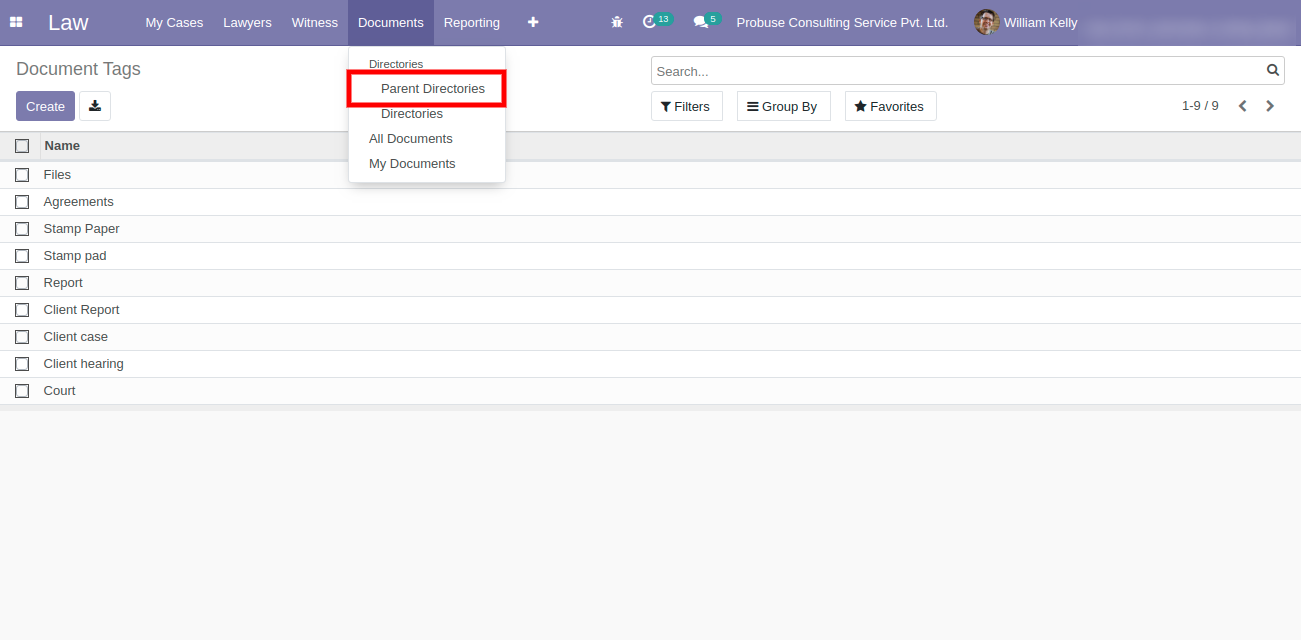 Law My Cases Lawyers Witness Documents Reporting 13 5 Probuse Consulting Service Pvt. Ltd. William Kelly
Document Tags
Search...
Create
Filters Group By Favorites 1-9 / 9
Directories
Parent Directories
Directories
All Documents
My Documents
Name
Files
Agreements
Stamp Paper
Stamp pad
Report
Client Report
Client case
Client hearing
Court